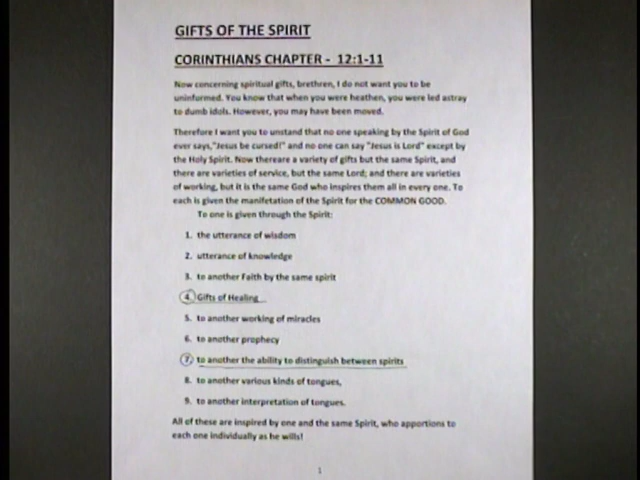 GIFTS OF THE SPIRIT
CORINTHIANS CHAPTER - 12:1-11
Now concerning spiritual gifts, brethren, I do not want you to be
uninformed. You know that when you were heathen, you were led astray
to dumb idols. However, you may have been moved.
Therefore I want you to unstand that no one speaking by the Spirit of God
ever says,"Jesus be cursed!" and no one can say "Jesus is Lord" except by
the Holy Spirit. Now thereare a variety of gifts but the same Spirit, and
there are varieties of service, but the same Lord; and there are varieties
of working, but it is the same God who inspires them all in every one. To
each is given the manifetation of the Spirit for the COMMON GOOD.
To one is given through the Spirit:
1. the utterance of wisdom
2. utterance of knowledge
3. to another Faith by the same spirit
4. Gifts of Healing
5. to another working of miracles
6. to another prophecy
7. to another the ability to distinguish between spirits
8. to another various kinds of tongues,
9. to another interpretation of tongues.
All of these are inspired by one and the same Spirit, who apportions to
each one individually as he wills!
1